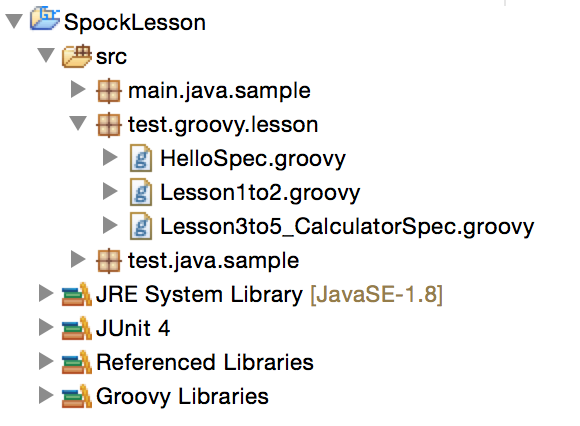 SpockLesson
src
main.java.sample
test.groovy.lesson
HelloSpec.groovy
Lesson1to2.groovy
Lesson3to5_CalculatorSpec.groovy
test.java.sample
JRE System Library [JavaSE-1.8]
JUnit 4
Referenced Libraries
Groovy Libraries